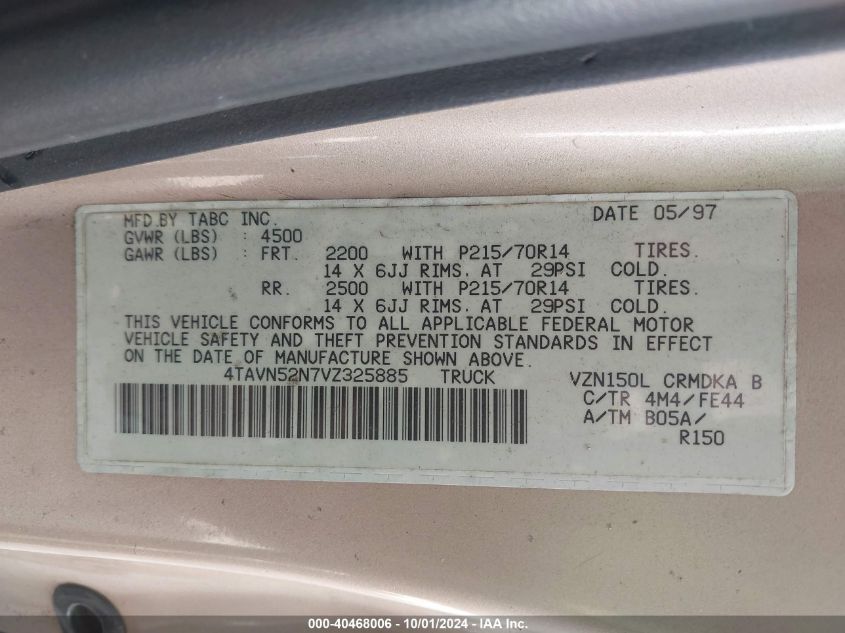 MFD.BY TABC INC. DATE 05/97
GVWR (LBS) : 4500
GAWR (LBS) : FRT. 2200 WITH P215/70R14 TIRES.
14 X 6JJ RIMS. AT 29PSI COLD.
RR. 2500 WITH P215/70R14 TIRES.
14 X 6JJ RIMS. AT 29PSI COLD.
THIS VEHICLE CONFORMS TO ALL APPLICABLE FEDERAL MOTOR
VEHICLE SAFETY AND THEFT PREVENTION STANDARDS IN EFFECT
ON THE DATE OF MANUFACTURE SHOWN ABOVE.
4TAVN52N7VZ325885 TRUCK VZN150L CRMDKA B
C/TR 4M4/FE44
A/TM B05A/
R150
000-40468006 - 10/01/2024 - IAA Inc.